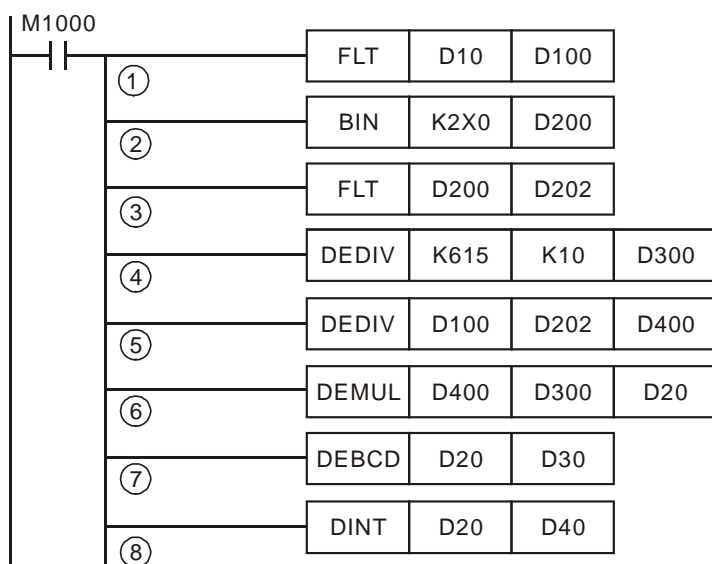 M1000
FLT D10 D100
①
BIN K2X0 D200
②
FLT D200 D202
③
DEDIV K615 K10 D300
④
DEDIV D100 D202 D400
⑤
DEMUL D400 D300 D20
⑥
DEBCD D20 D30
⑦
DINT D20 D40
⑧